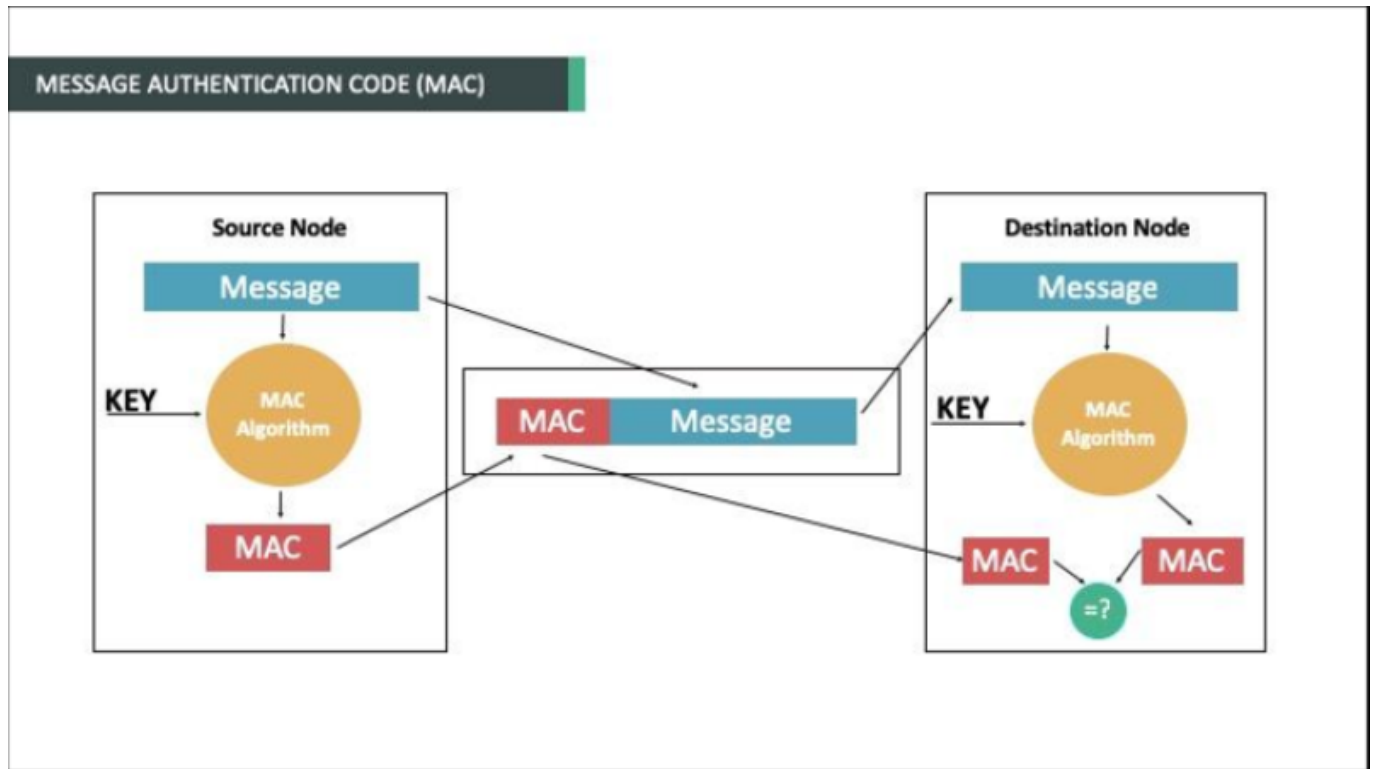 MESSAGE AUTHENTICATION CODE (MAC)
Source Node
Message
KEY
MAC
Algorithm
MAC
MAC Message
Destination Node
Message
KEY
MAC
Algorithm
MAC
MAC
=?